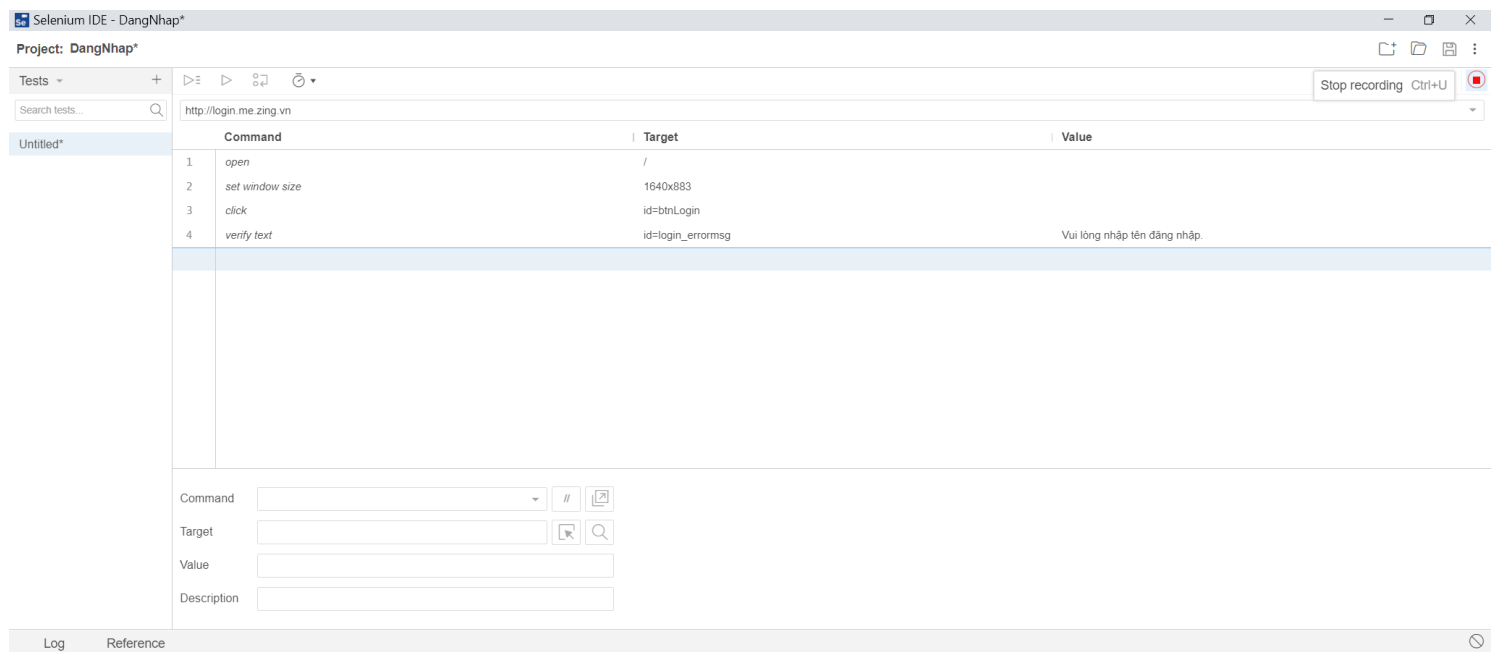 Se Selenium IDE - DangNhap*
Project: DangNhap*
Tests
Stop recording Ctrl+U
Search tests...
http://login.me.zing.vn
Untitled*
Command Target Value
1 open /
2 set window size 1640x883
3 click id=btnLogin
4 verify text id=login_errormsg Vui lòng nhập tên đăng nhập.
Command //
Target
Value
Description
Log Reference